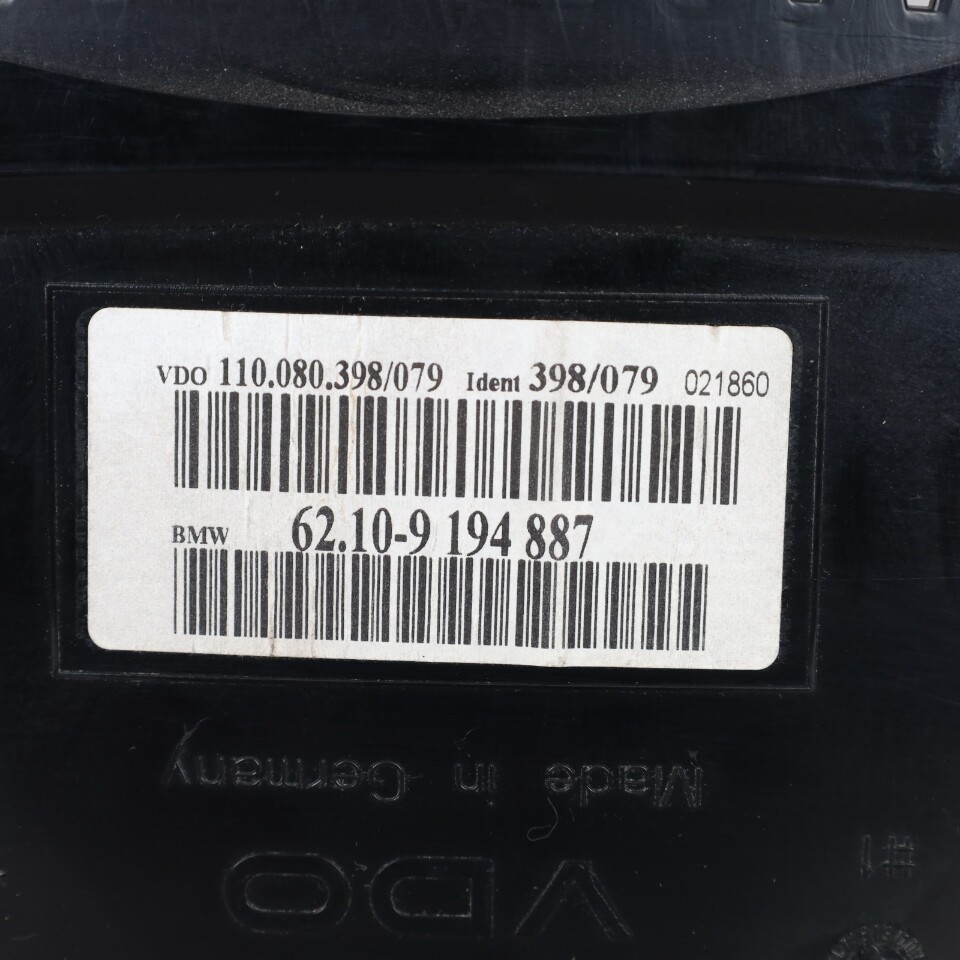 VDO 110.080.398/079 Ident 398/079 021860
BMW 62.10-9 194 887
Made in Germany
#1
VDO